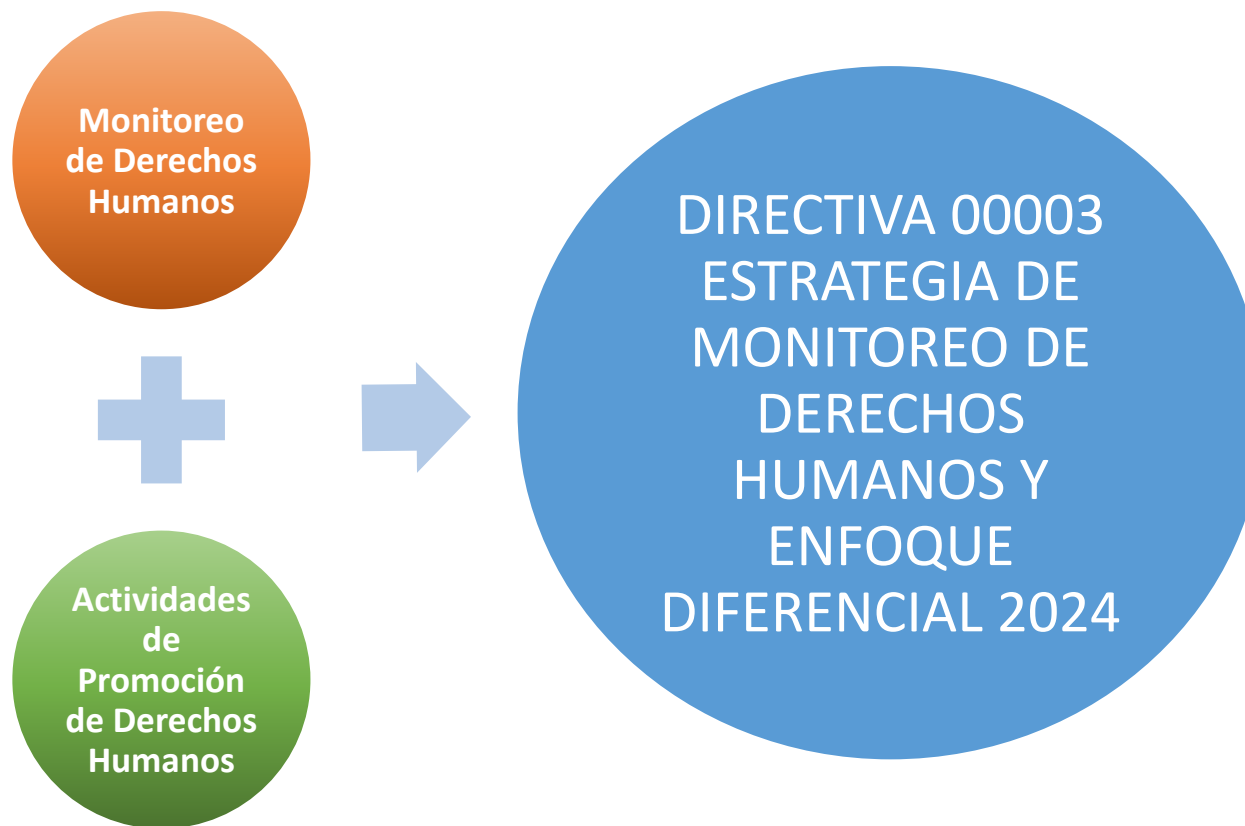 Monitoreo
de Derechos
Humanos
Actividades
de
Promoción
de Derechos
Humanos
DIRECTIVA 00003
ESTRATEGIA DE
MONITOREO DE
DERECHOS
HUMANOS Y
ENFOQUE
DIFERENCIAL 2024